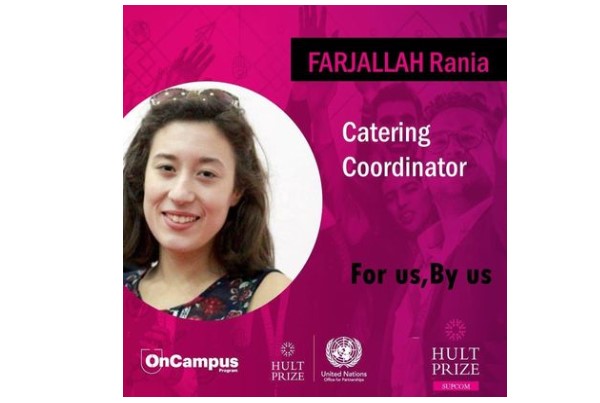 FARJALLAH Rania
Catering
Coordinator
For us,By us
OnCampus
Program
HULT
PRIZE
United Nations
Office for Partnerships
HULT
PRIZE
SUPCOM